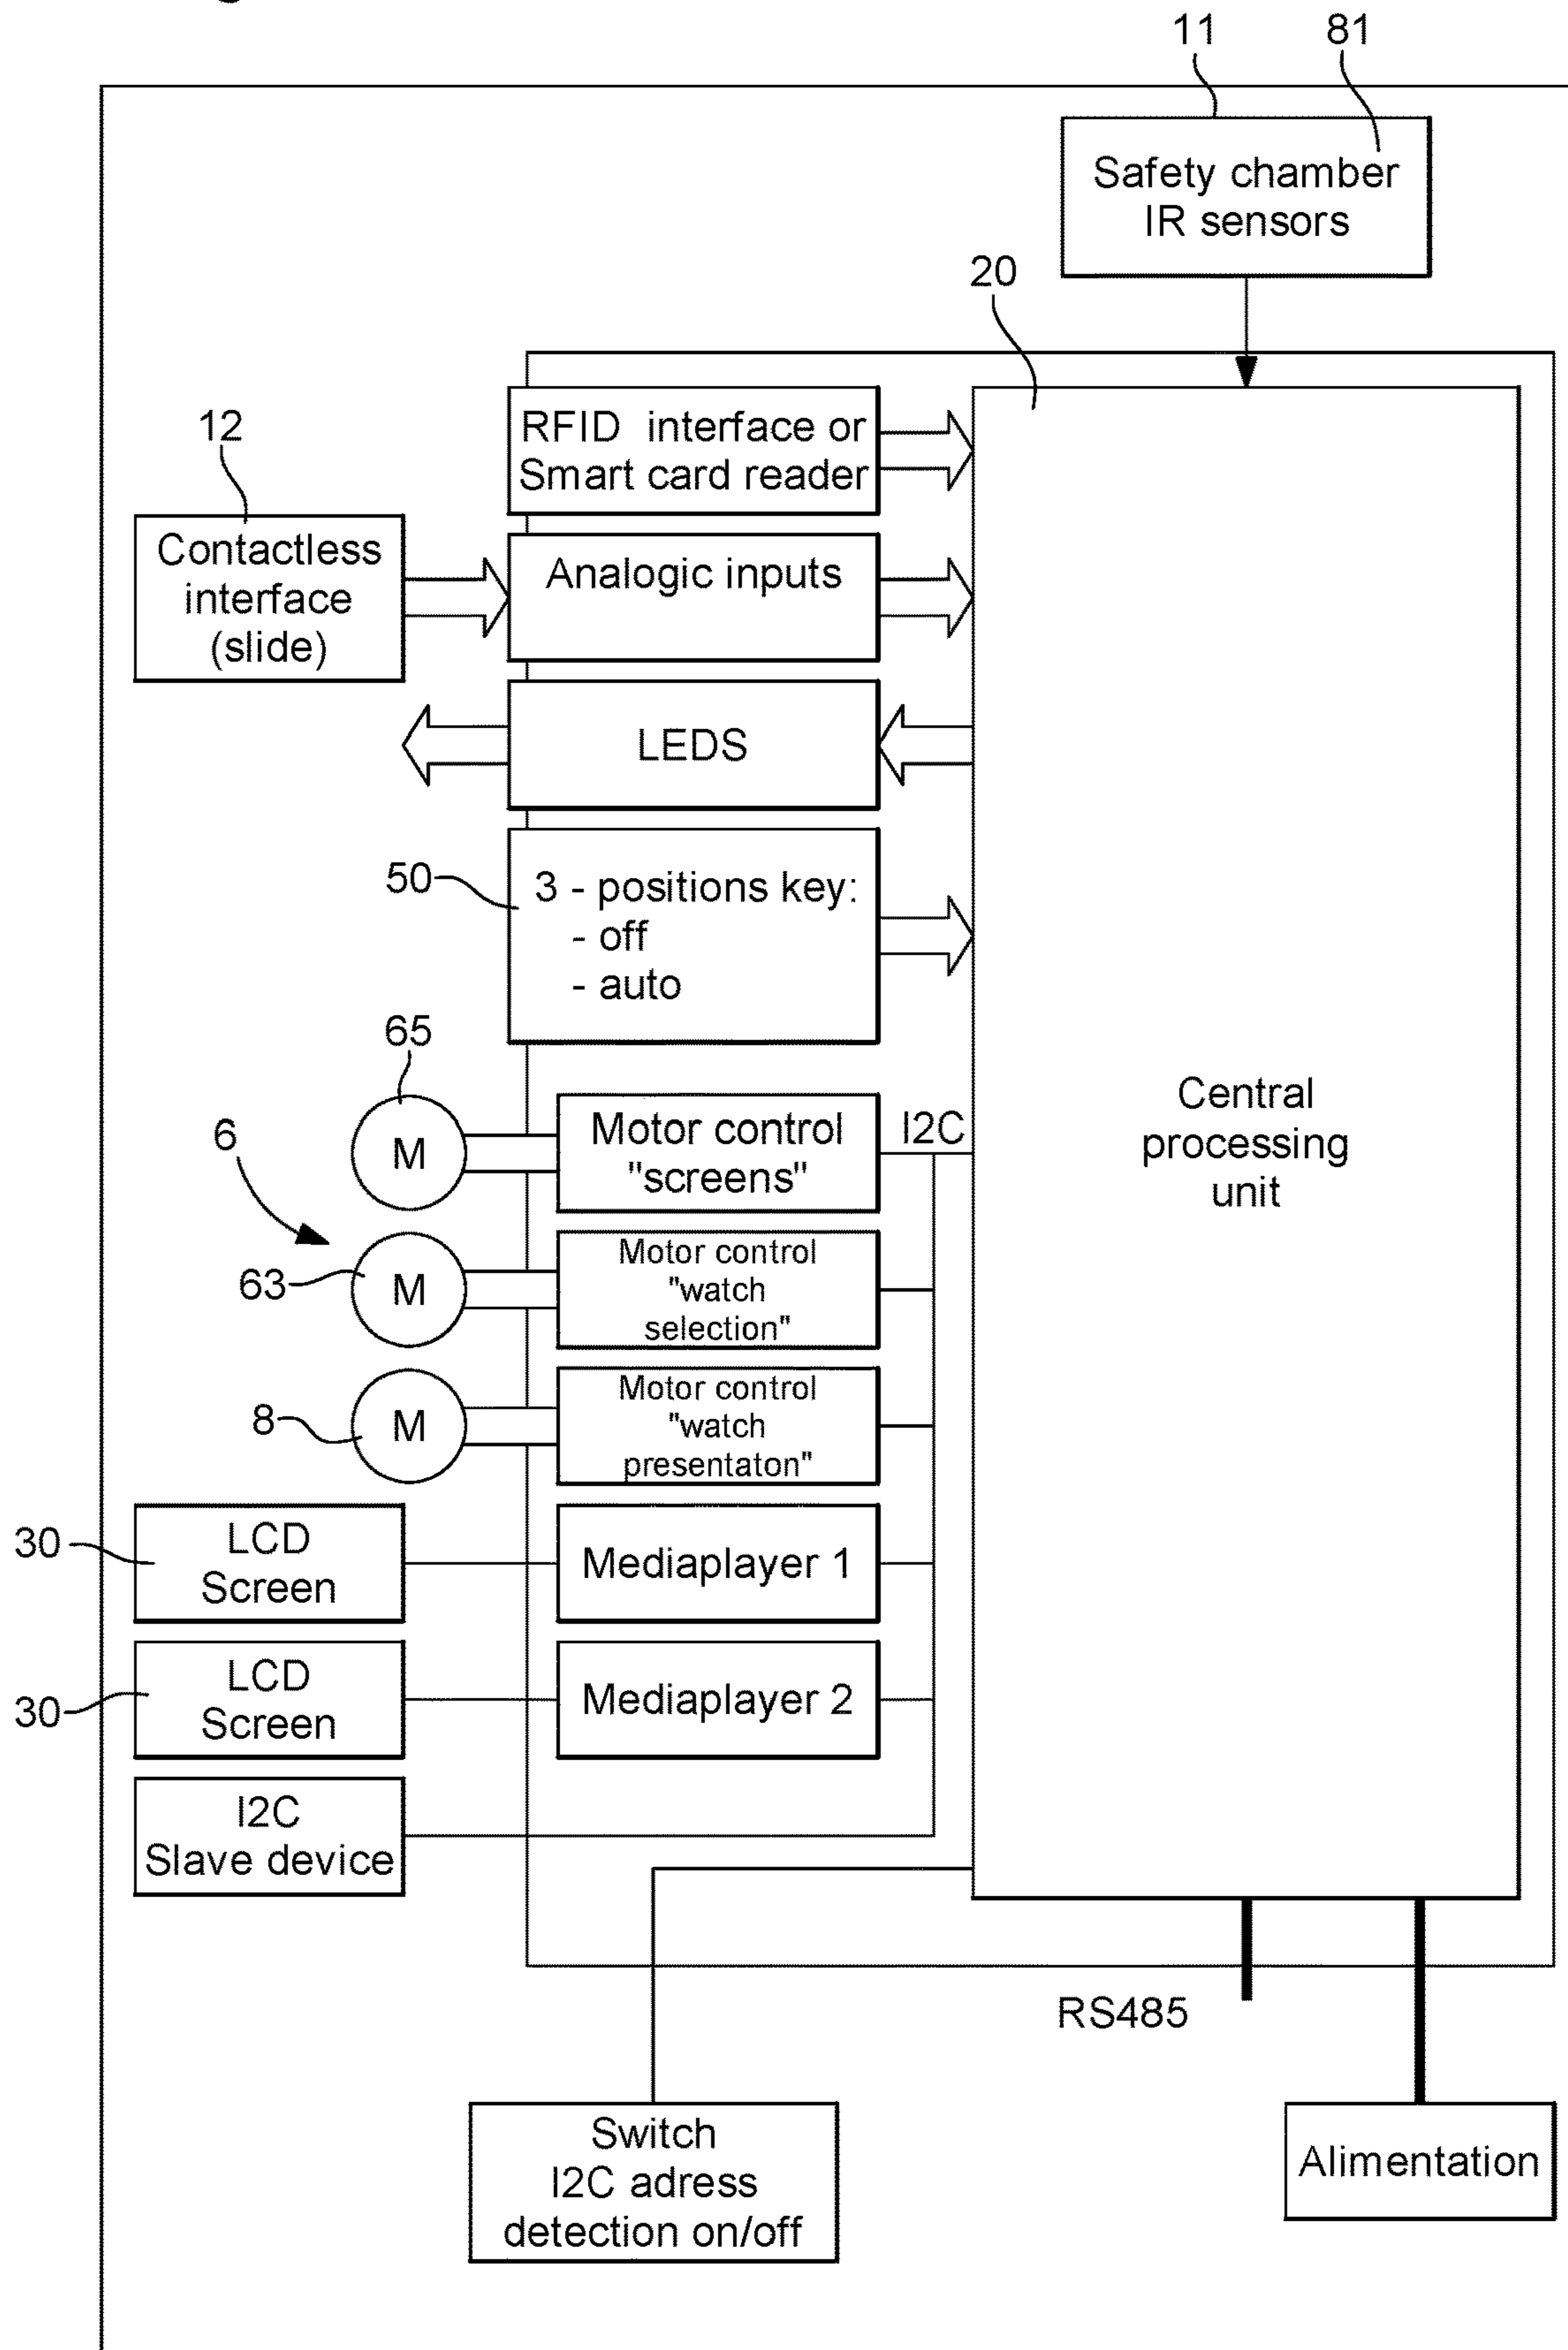 11
81
Safety chamber
IR sensors
20
RFID interface or
Smart card reader
12
Contactless
interface
(slide)
Analogic inputs
LEDS
50
3 - positions key:
- off
- auto
65
6
M
Motor control
"screens"
I2C
Central
processing
unit
63
M
Motor control
"watch
selection"
8
M
Motor control
"watch
presentaton"
30
LCD
Screen
Mediaplayer 1
30
LCD
Screen
Mediaplayer 2
I2C
Slave device
RS485
Switch
I2C adress
detection on/off
Alimentation